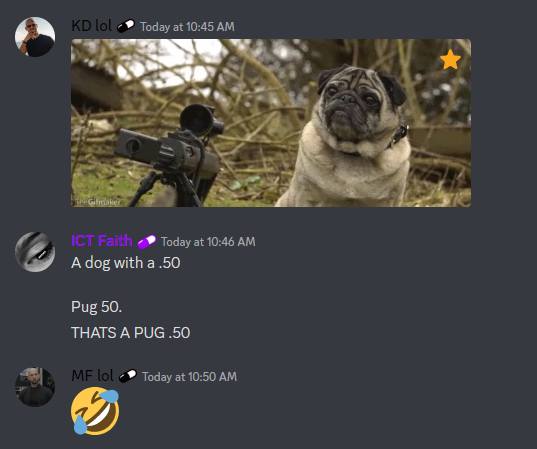 KD lol Today at 10:45 AM
theGifmaker
ICT Faith Today at 10:46 AM
A dog with a .50
Pug 50.
THATS A PUG .50
MF lol Today at 10:50 AM